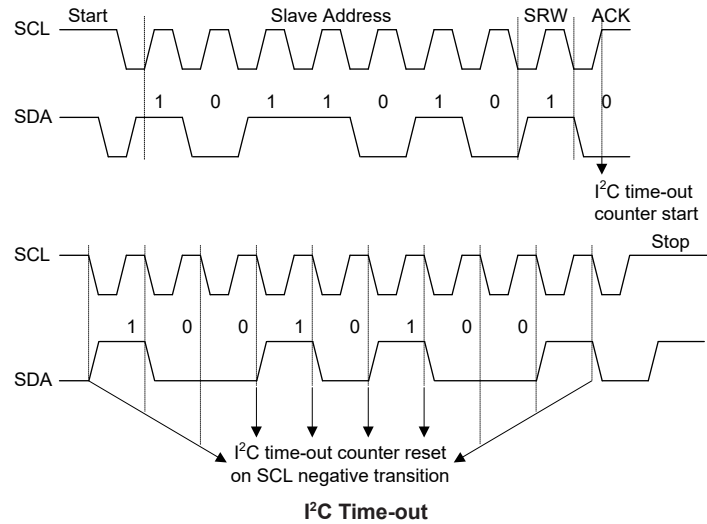 Start Slave Address SRW ACK
SCL
1 0 1 1 0 1 0 1 0
SDA
I²C time-out
counter start
Stop
SCL
1 0 0 1 0 1 0 0
SDA
I²C time-out counter reset
on SCL negative transition
I²C Time-out